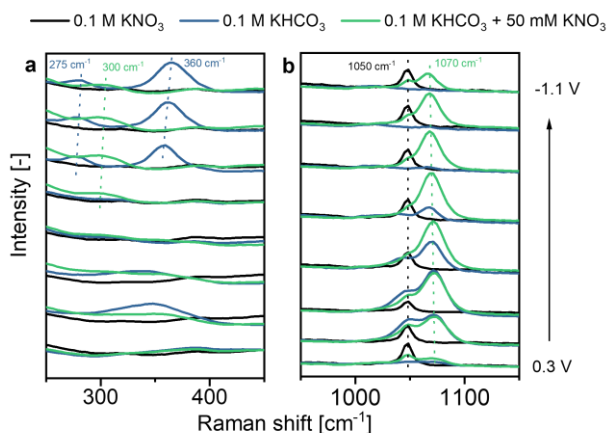 0.1 M KNO₃ 0.1 M KHCO₃ 0.1 M KHCO₃ + 50 mM KNO₃
a b
275 cm⁻¹ 300 cm⁻¹ 360 cm⁻¹ 1050 cm⁻¹ 1070 cm⁻¹
-1.1 V
Intensity [-]
0.3 V
300 400 1000 1100
Raman shift [cm⁻¹]